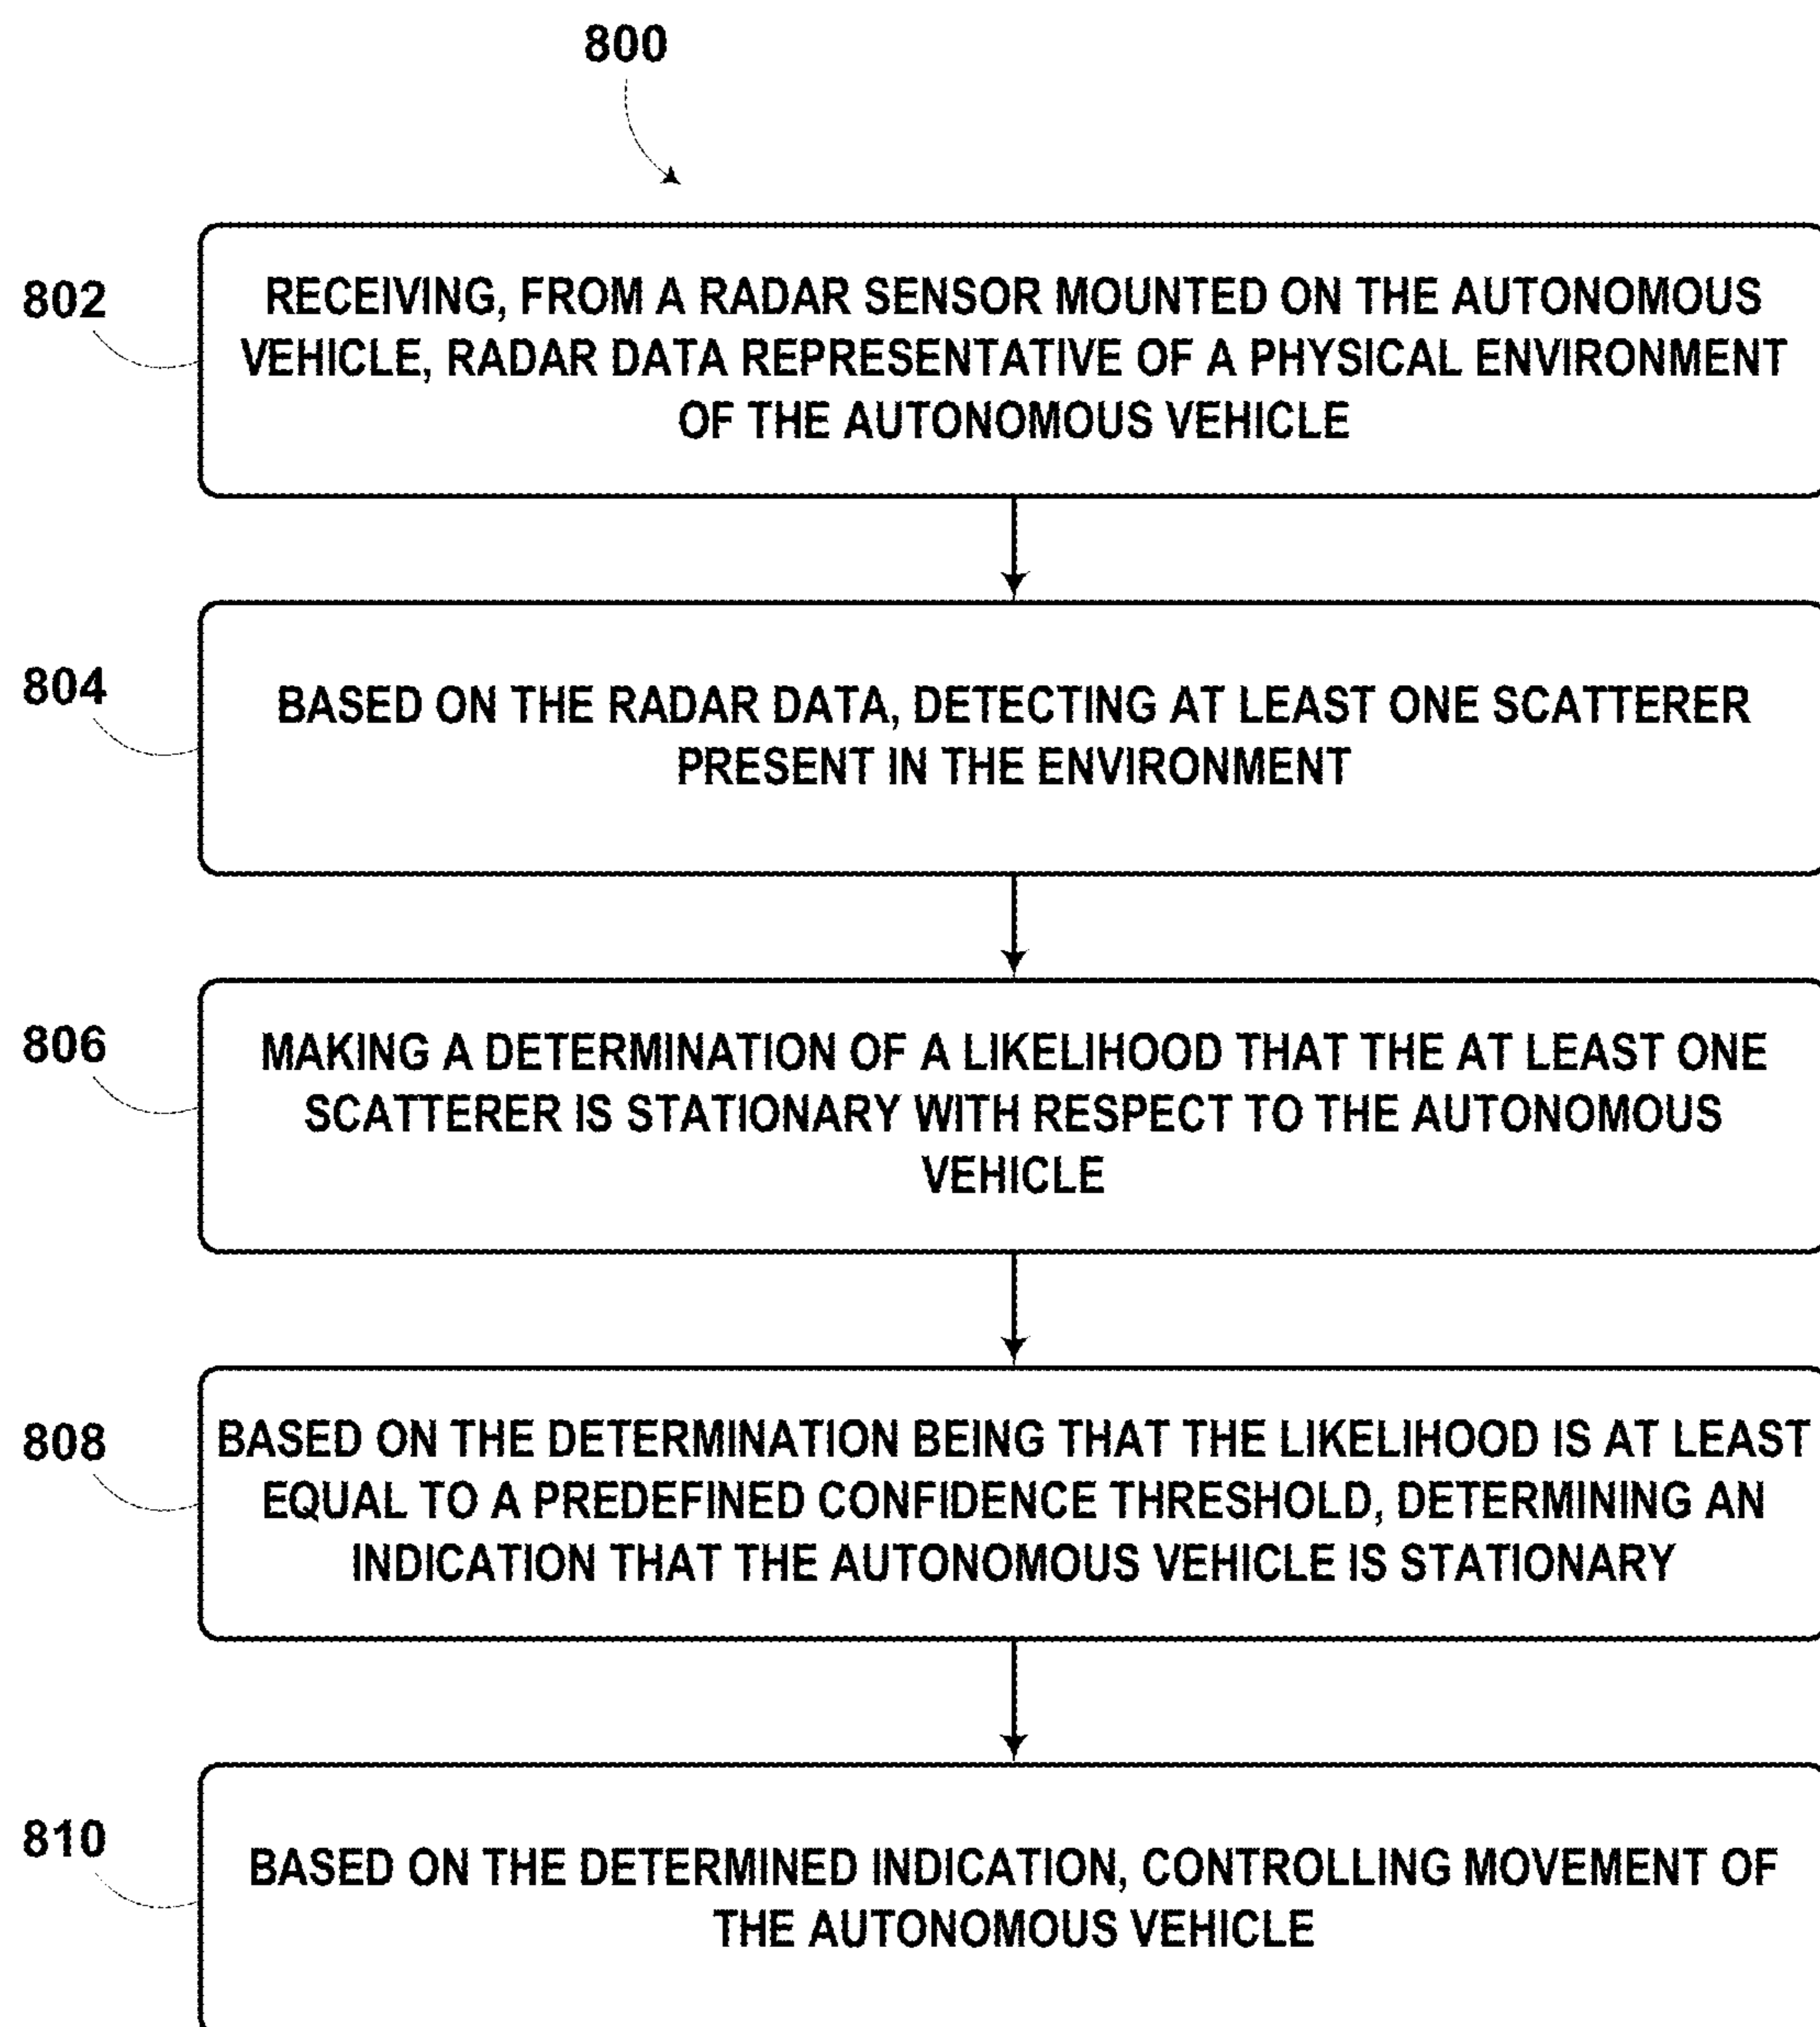 800
802
RECEIVING, FROM A RADAR SENSOR MOUNTED ON THE AUTONOMOUS
VEHICLE, RADAR DATA REPRESENTATIVE OF A PHYSICAL ENVIRONMENT
OF THE AUTONOMOUS VEHICLE
804
BASED ON THE RADAR DATA, DETECTING AT LEAST ONE SCATTERER
PRESENT IN THE ENVIRONMENT
806
MAKING A DETERMINATION OF A LIKELIHOOD THAT THE AT LEAST ONE
SCATTERER IS STATIONARY WITH RESPECT TO THE AUTONOMOUS
VEHICLE
808
BASED ON THE DETERMINATION BEING THAT THE LIKELIHOOD IS AT LEAST
EQUAL TO A PREDEFINED CONFIDENCE THRESHOLD, DETERMINING AN
INDICATION THAT THE AUTONOMOUS VEHICLE IS STATIONARY
810
BASED ON THE DETERMINED INDICATION, CONTROLLING MOVEMENT OF
THE AUTONOMOUS VEHICLE